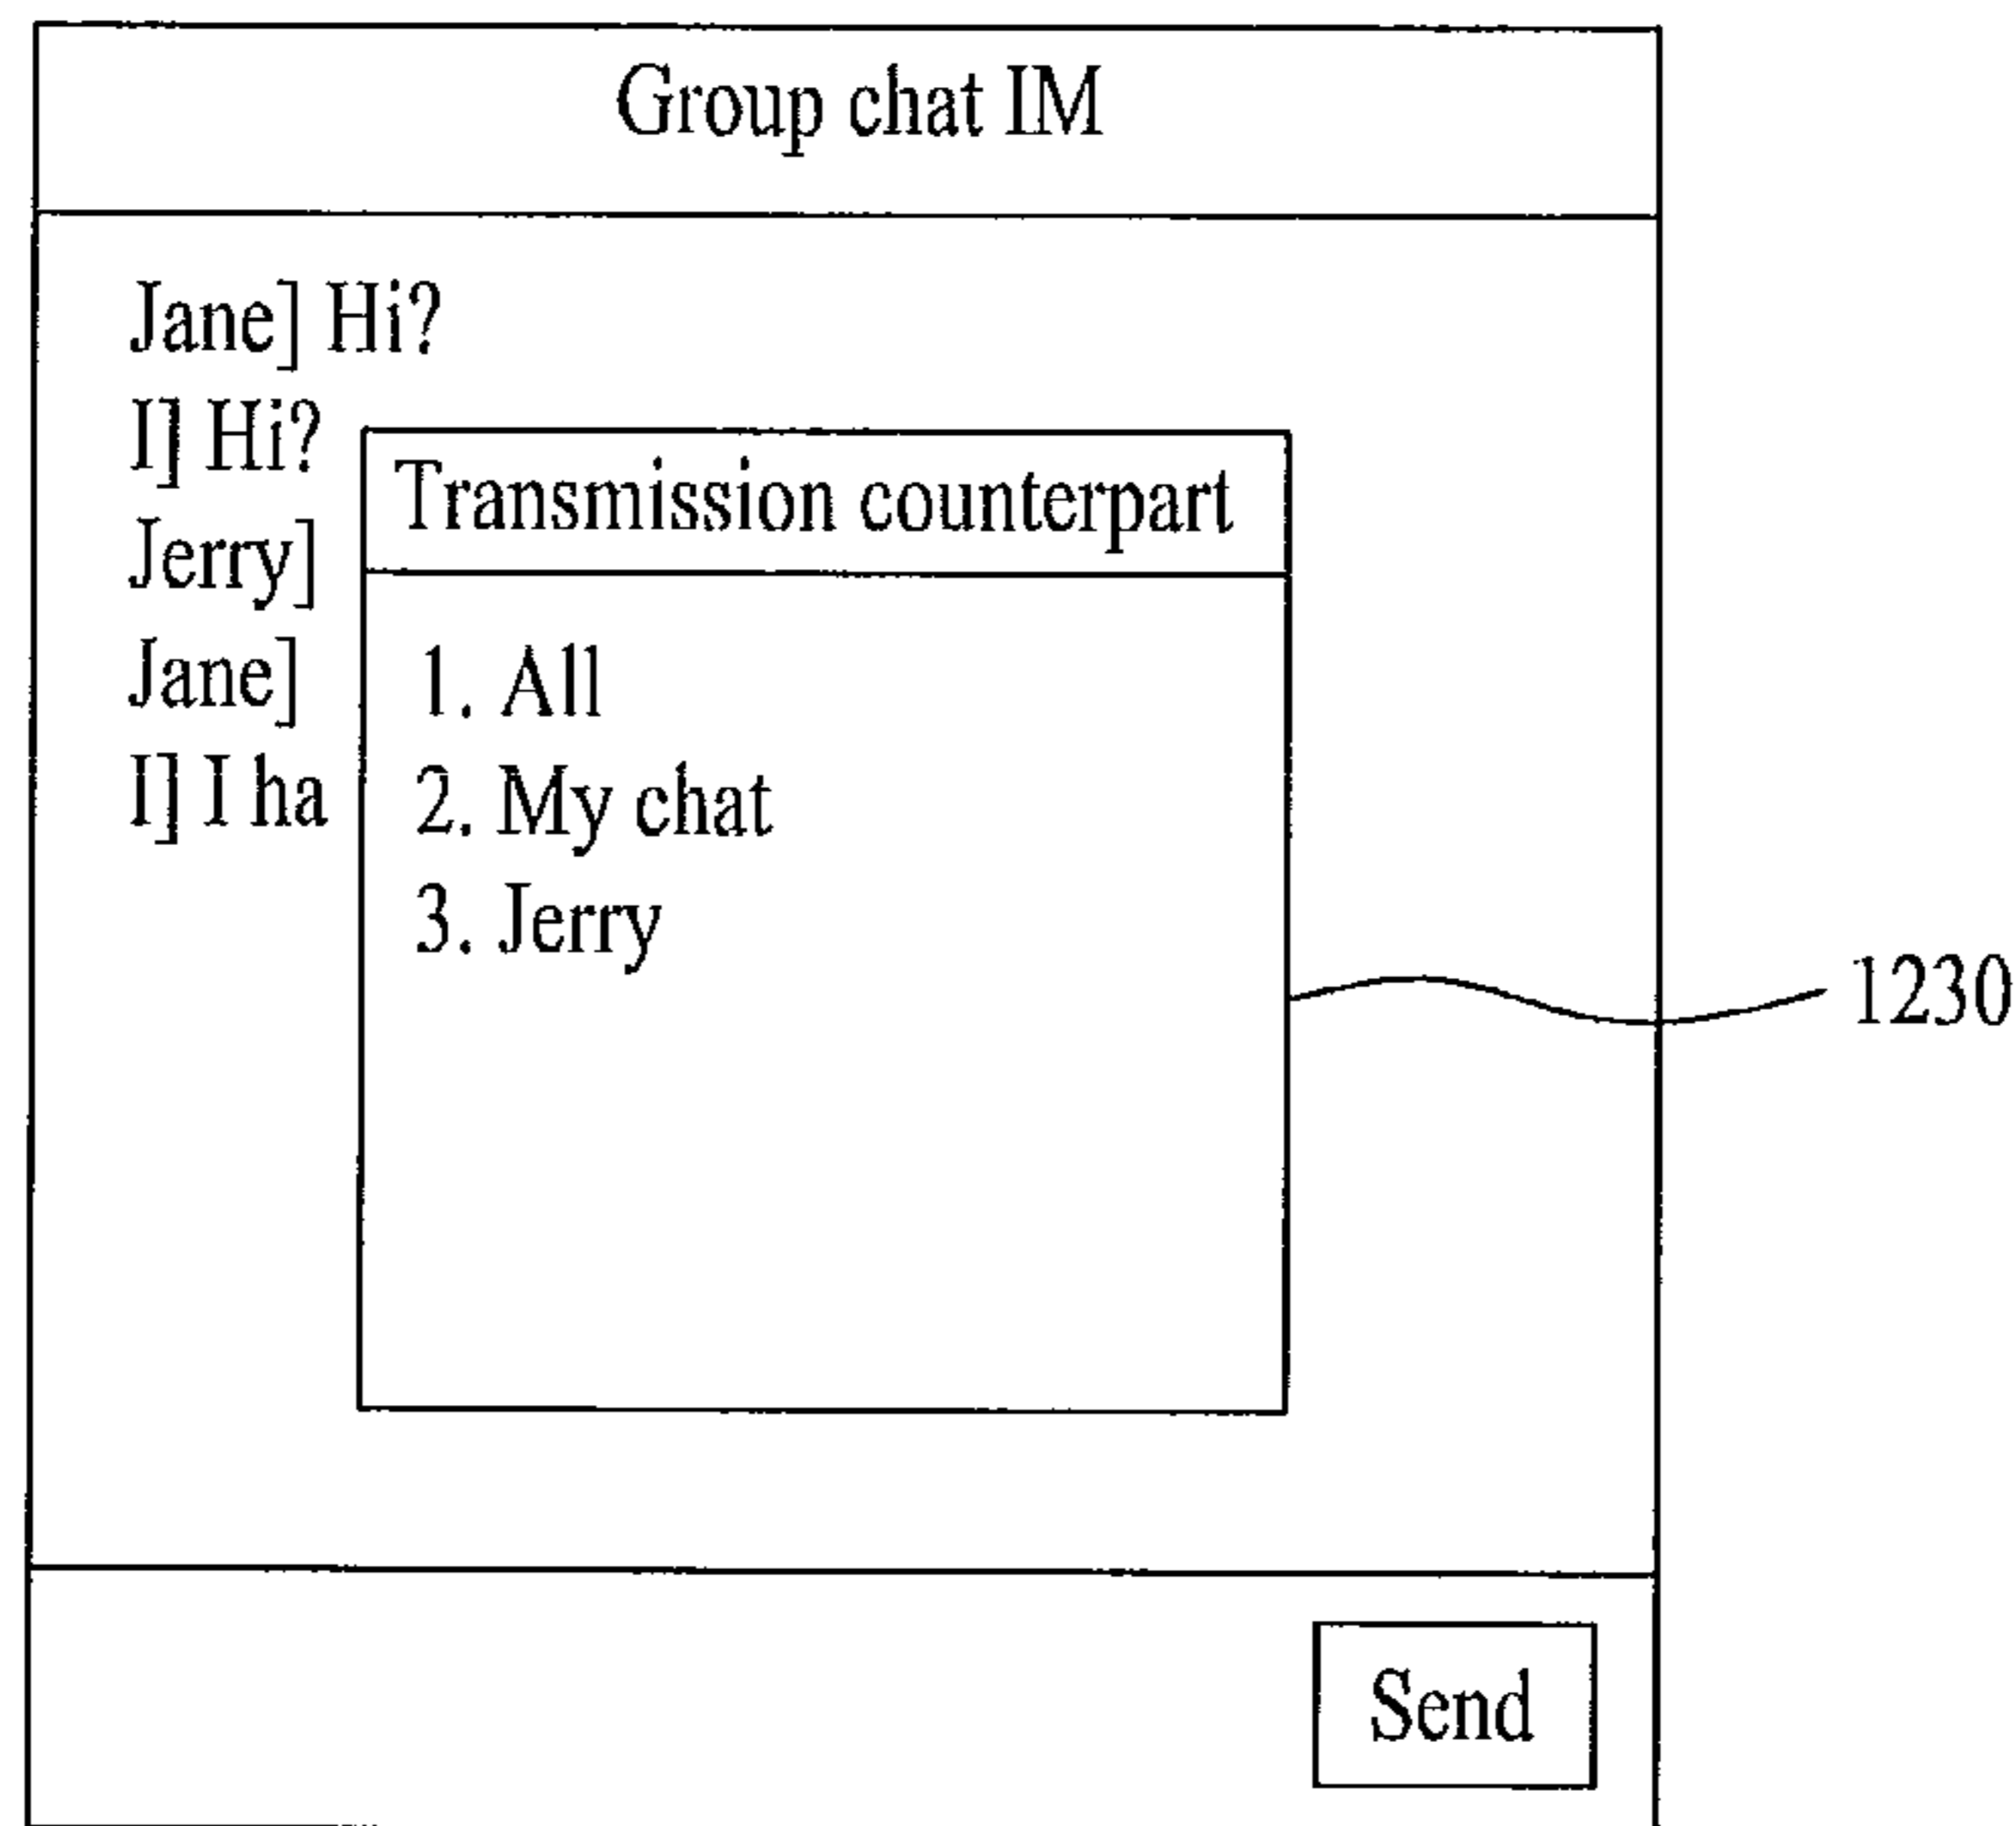 Group chat IM
Jane] Hi?
I] Hi?
Jerry]
Jane]
I] I ha
Transmission counterpart
1. All
2. My chat
3. Jerry
1230
Send